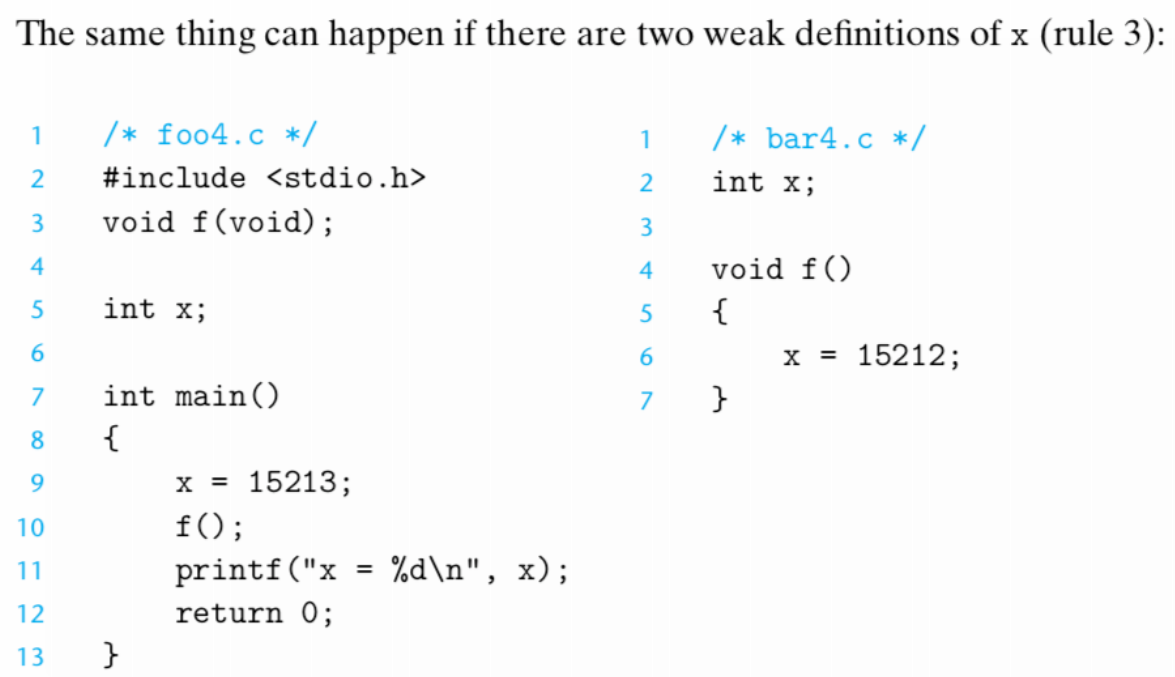 The same thing can happen if there are two weak definitions of x (rule 3):
1 /* foo4.c */
2 #include <stdio.h>
3 void f(void);
4
5 int x;
6
7 int main()
8 {
9 x = 15213;
10 f();
11 printf("x = %d\n", x);
12 return 0;
13 }
1 /* bar4.c */
2 int x;
3
4 void f()
5 {
6 x = 15212;
7 }